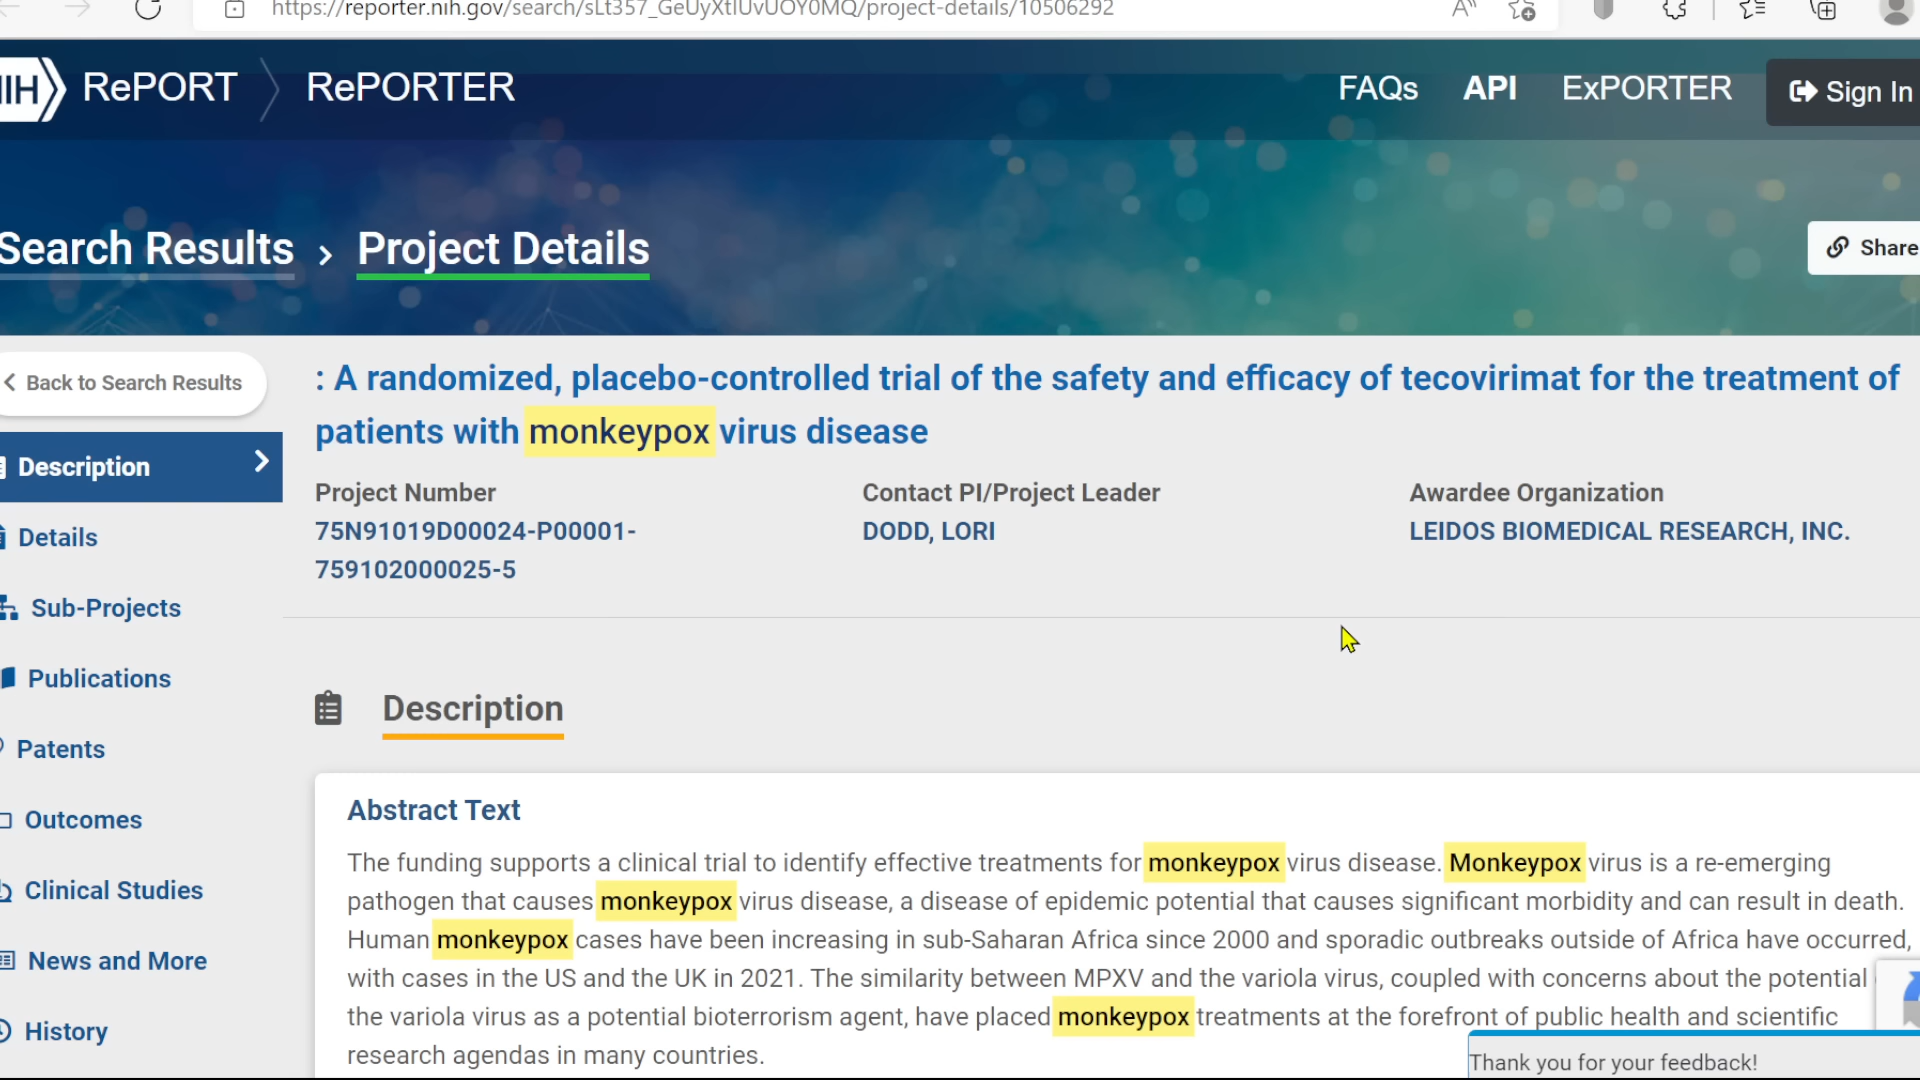 https://reporter.nih.gov/search/sLt357_GeUyXtIUvUOY0MQ/project-details/10506292
NIH RePORT RePORTER FAQs API ExPORTER Sign In
Search Results > Project Details Share
Back to Search Results
Description
Details
Sub-Projects
Publications
Patents
Outcomes
Clinical Studies
News and More
History
: A randomized, placebo-controlled trial of the safety and efficacy of tecovirimat for the treatment of
patients with monkeypox virus disease
Project Number
75N91019D00024-P00001-
759102000025-5
Contact PI/Project Leader
DODD, LORI
Awardee Organization
LEIDOS BIOMEDICAL RESEARCH, INC.
Description
Abstract Text
The funding supports a clinical trial to identify effective treatments for monkeypox virus disease. Monkeypox virus is a re-emerging
pathogen that causes monkeypox virus disease, a disease of epidemic potential that causes significant morbidity and can result in death.
Human monkeypox cases have been increasing in sub-Saharan Africa since 2000 and sporadic outbreaks outside of Africa have occurred,
with cases in the US and the UK in 2021. The similarity between MPXV and the variola virus, coupled with concerns about the potential
the variola virus as a potential bioterrorism agent, have placed monkeypox treatments at the forefront of public health and scientific
research agendas in many countries.
Thank you for your feedback!